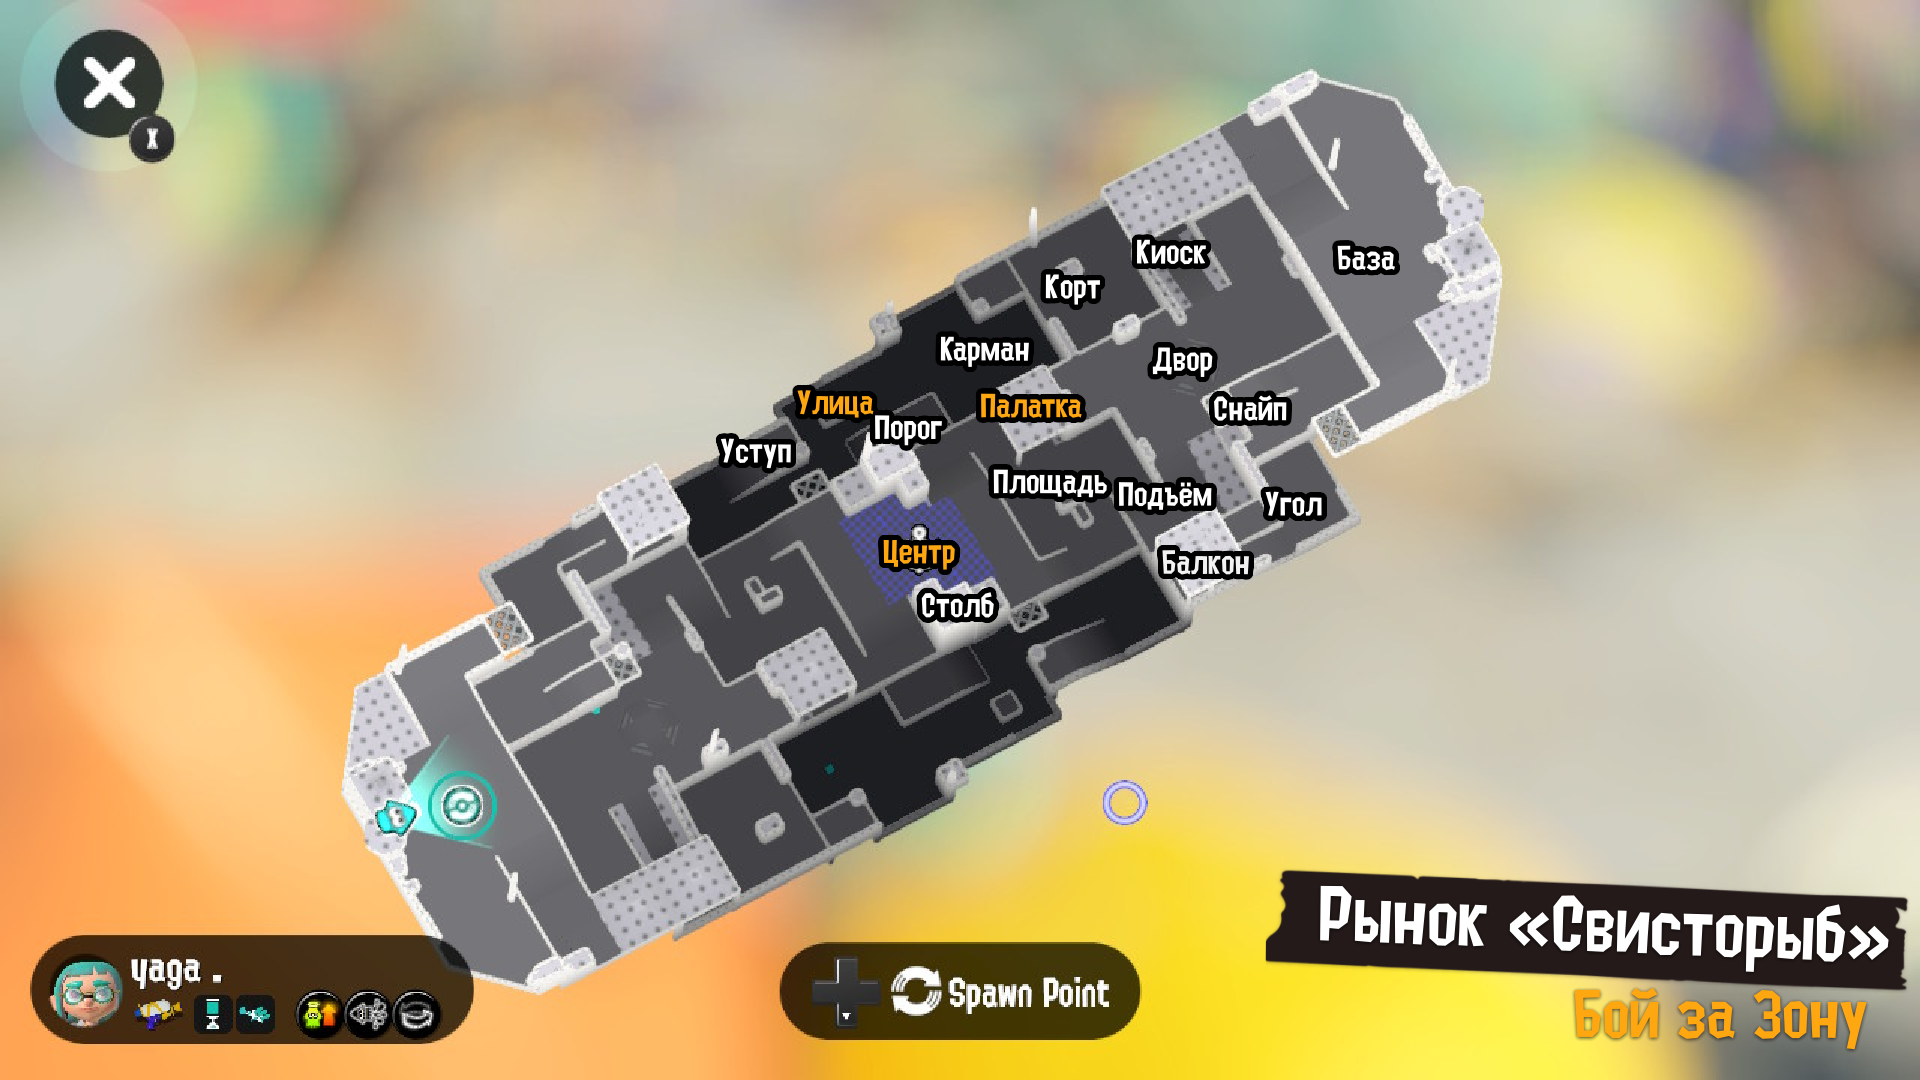 X
База
Киоск
Корт
Карман
Двор
Улица
Палатка
Снайп
Порог
Уступ
Площадь
Подъём
Угол
Центр
Балкон
Столб
Рынок «Свисторыб»
Бой за Зону
yaga .
Spawn Point